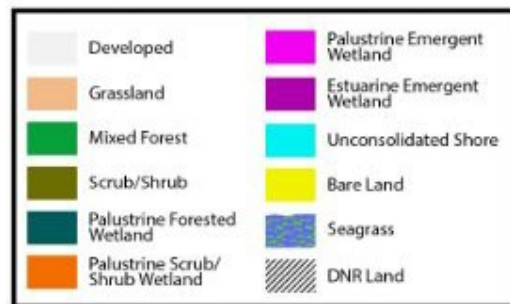 Developed
Grassland
Mixed Forest
Scrub/Shrub
Palustrine Forested
Wetland
Palustrine Scrub/
Shrub Wetland
Palustrine Emergent
Wetland
Estuarine Emergent
Wetland
Unconsolidated Shore
Bare Land
Seagrass
DNR Land